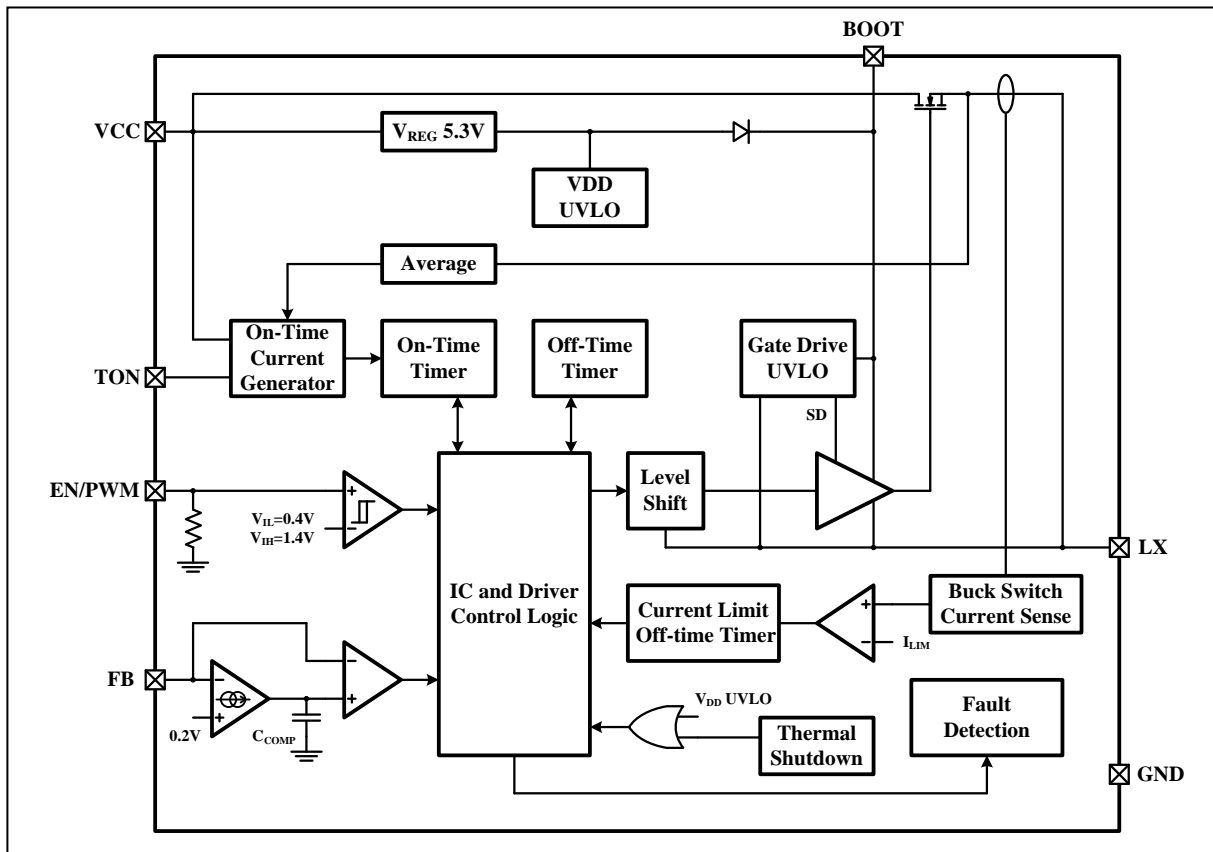 BOOT
VCC
VREG 5.3V
VDD
UVLO
Average
On-Time
Current
Generator
On-Time
Timer
Off-Time
Timer
Gate Drive
UVLO
TON
SD
EN/PWM
+
−
VIL=0.4V
VIH=1.4V
Level
Shift
LX
IC and Driver
Control Logic
Current Limit
Off-time Timer
+
−
ILIM
Buck Switch
Current Sense
FB
−
+
0.2V
CCOMP
−
+
VDD UVLO
Thermal
Shutdown
Fault
Detection
GND